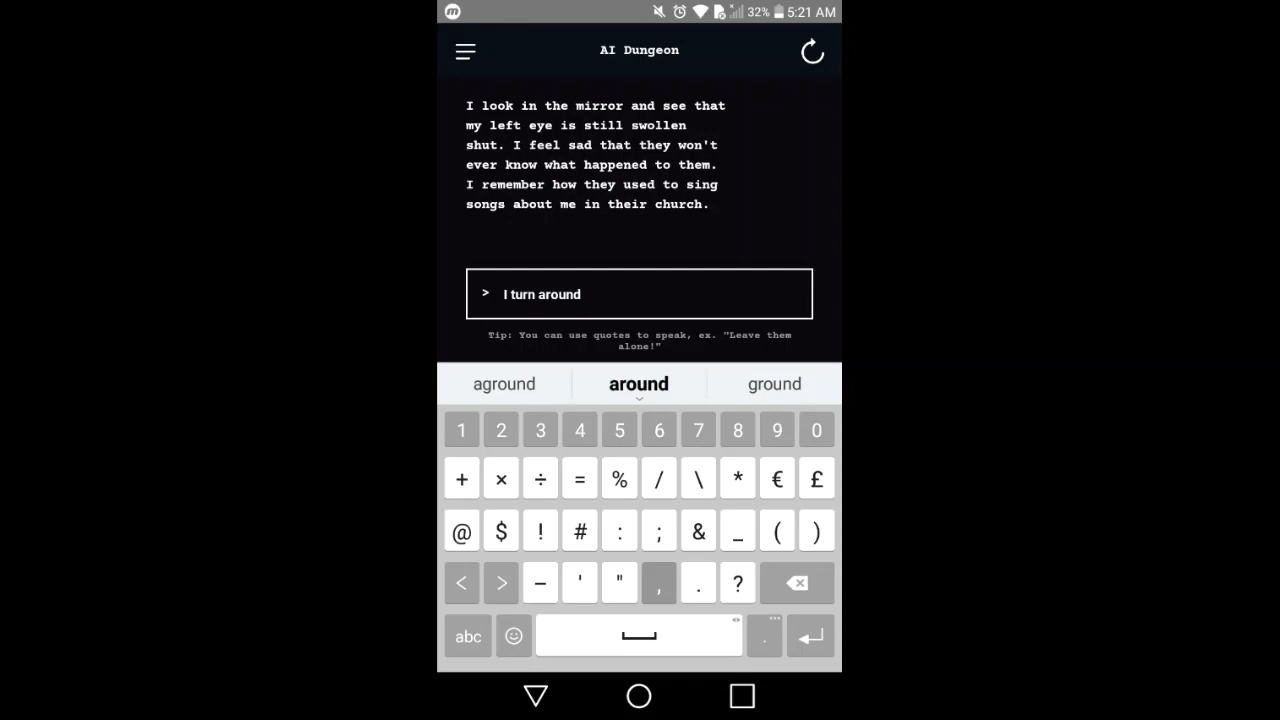 32% 5:21 AM
AI Dungeon
I look in the mirror and see that
my left eye is still swollen
shut. I feel sad that they won't
ever know what happened to them.
I remember how they used to sing
songs about me in their church.
> I turn around
Tip: You can use quotes to speak, ex. "Leave them
alone!"
aground around ground
1 2 3 4 5 6 7 8 9 0
+ × ÷ = % / \ * € £
@ $ ! # : ; & _ ( )
< > – ' " , . ?
abc .